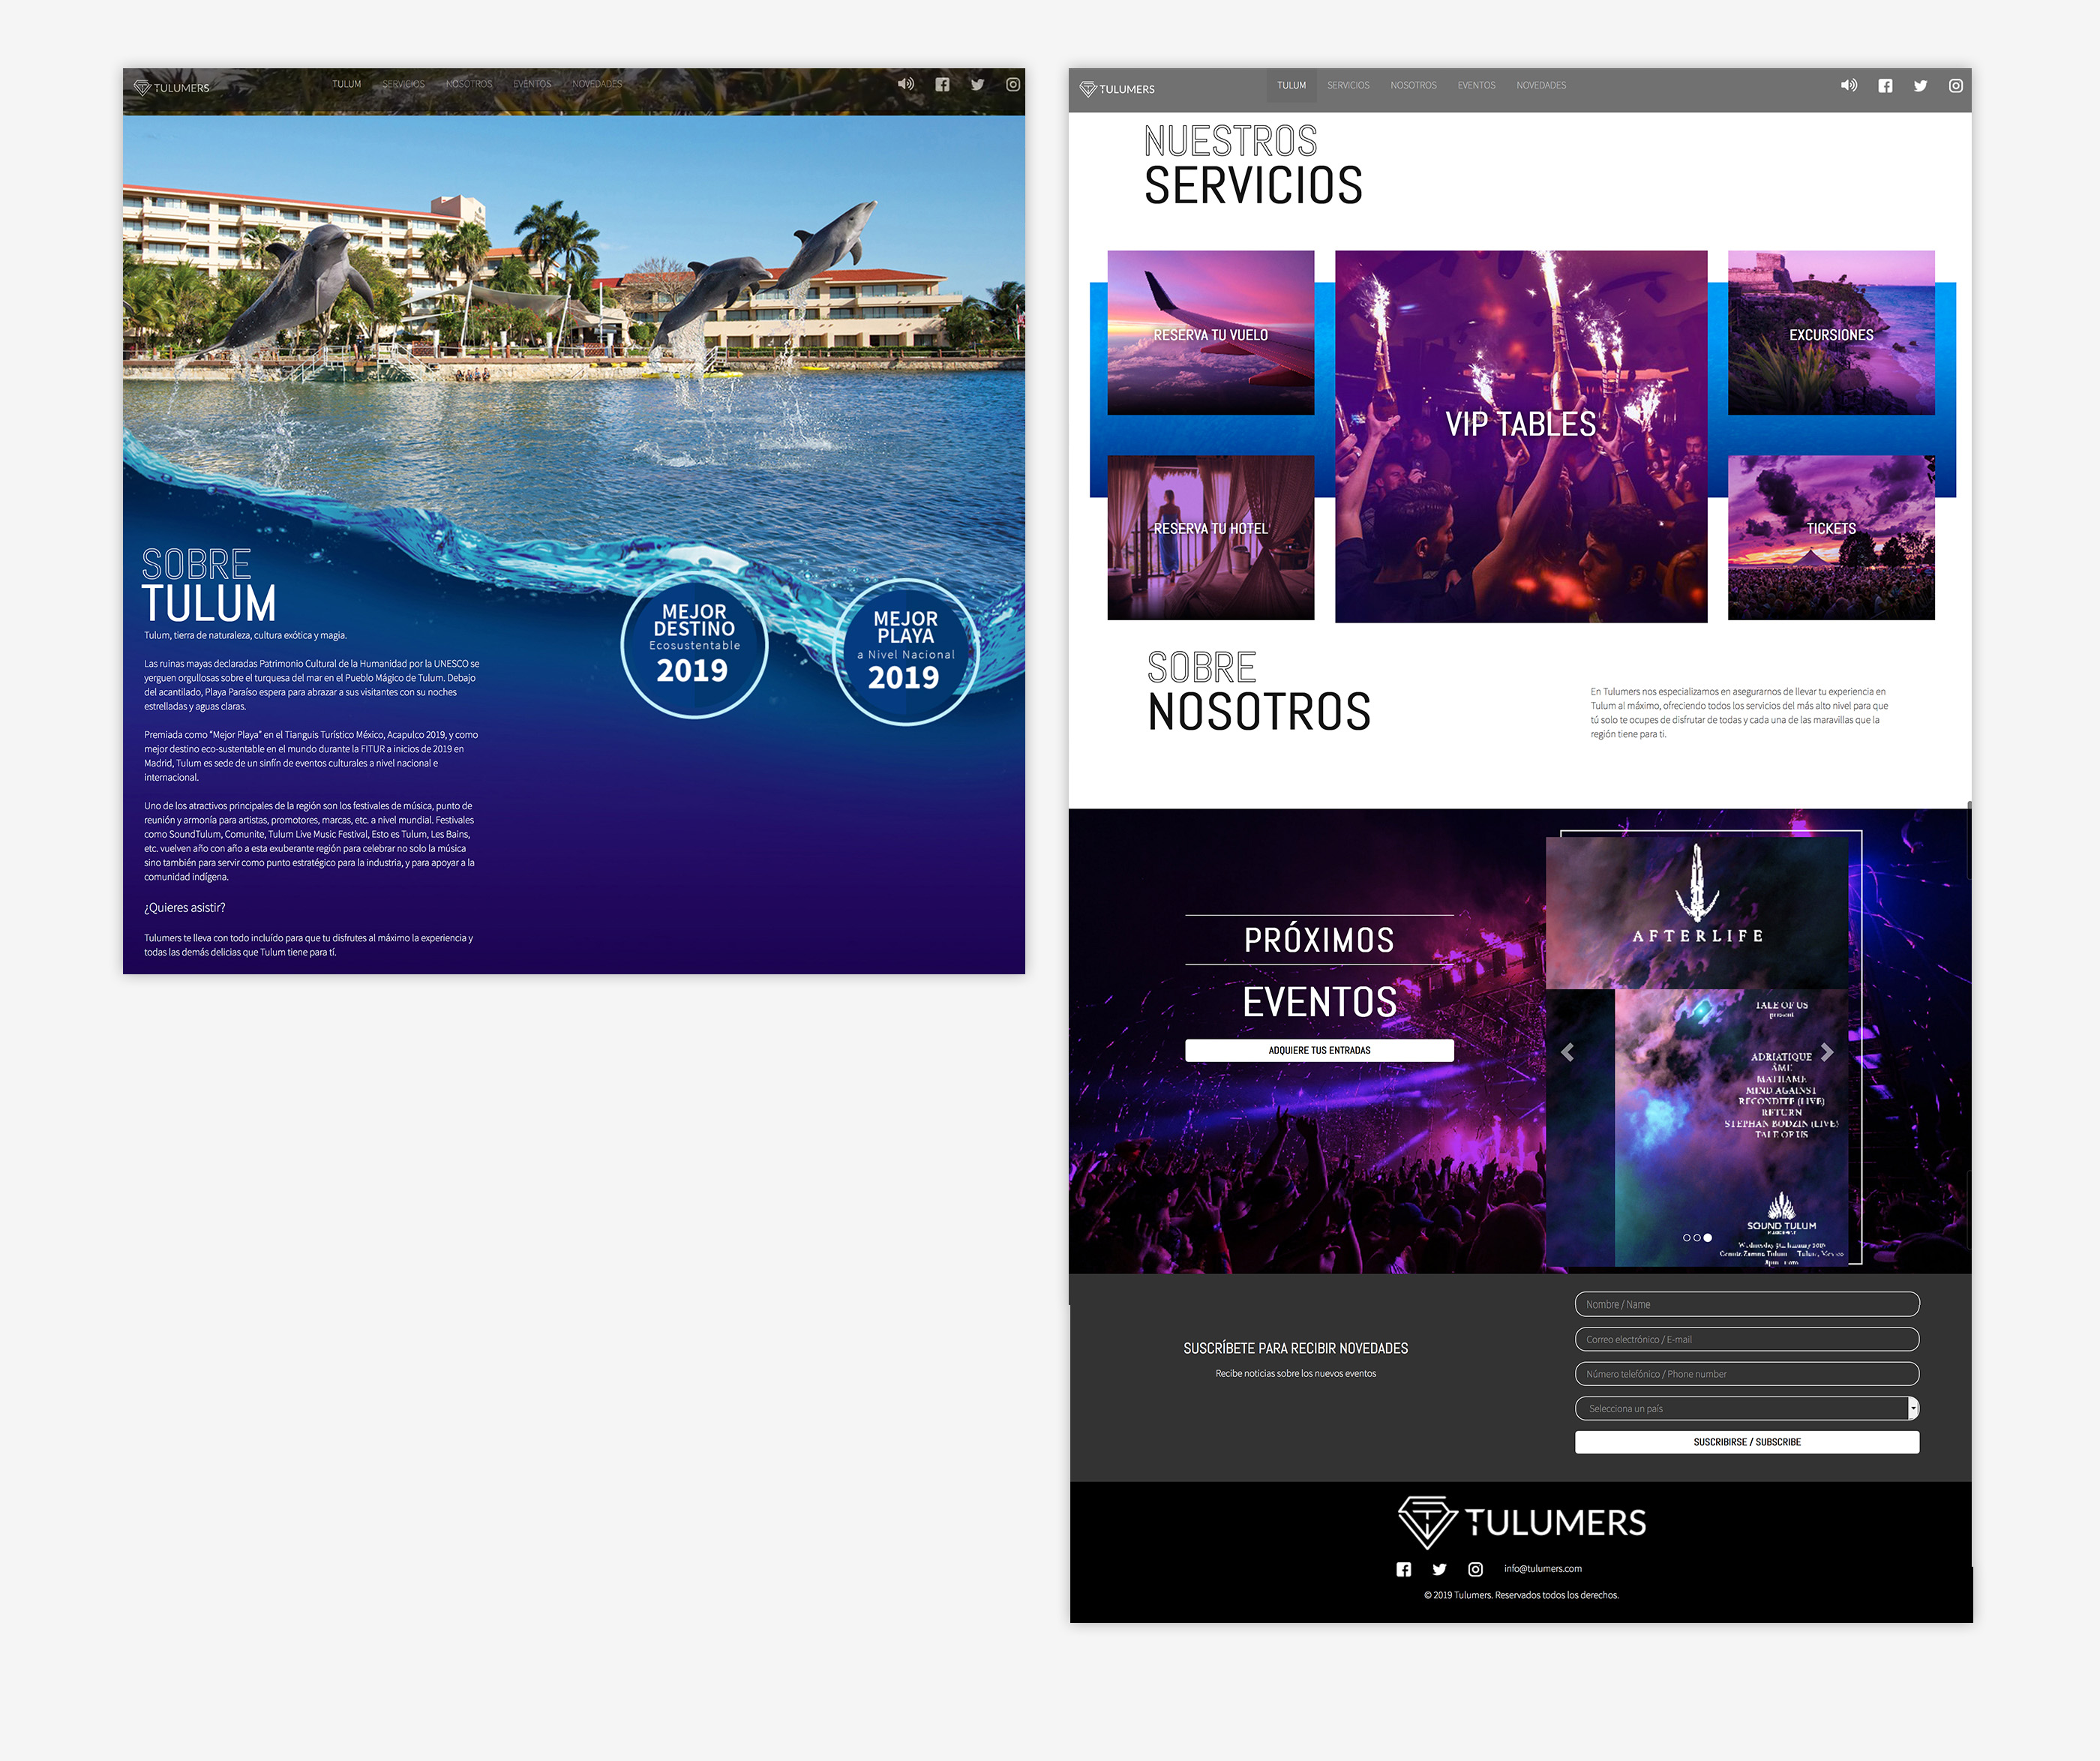 TULUMERS
TULUM SERVICIOS NOSOTROS EVENTOS NOVEDADES
SOBRE
TULUM
Tulum, tierra de naturaleza, cultura exótica y magia.
Las ruinas mayas declaradas Patrimonio Cultural de la Humanidad por la UNESCO se
yerguen orgullosas sobre el turquesa del mar en el Pueblo Mágico de Tulum. Debajo
del acantilado, Playa Paraíso espera para abrazar a sus visitantes con su noches
estrelladas y aguas claras.
Premiada como "Mejor Playa" en el Tianguis Turístico México, Acapulco 2019, y como
mejor destino eco-sustentable en el mundo durante la FITUR a inicios de 2019 en
Madrid, Tulum es sede de un sinfín de eventos culturales a nivel nacional e
internacional.
Uno de los atractivos principales de la región son los festivales de música, punto de
reunión y armonía para artistas, promotores, marcas, etc. a nivel mundial. Festivales
como SoundTulum, Comunite, Tulum Live Music Festival, Esto es Tulum, Les Bains,
etc. vuelven año con año a esta exuberante región para celebrar no solo la música
sino también para servir como punto estratégico para la industria, y para apoyar a la
comunidad indígena.
¿Quieres asistir?
Tulumers te lleva con todo incluído para que tu disfrutes al máximo la experiencia y
todas las demás delicias que Tulum tiene para tí.
MEJOR
DESTINO
Ecosustentable
2019
MEJOR
PLAYA
a Nivel Nacional
2019
TULUMERS
TULUM SERVICIOS NOSOTROS EVENTOS NOVEDADES
NUESTROS
SERVICIOS
RESERVA TU VUELO
VIP TABLES
EXCURSIONES
RESERVA TU HOTEL
TICKETS
SOBRE
NOSOTROS
En Tulumers nos especializamos en asegurarnos de llevar tu experiencia en
Tulum al máximo, ofreciendo todos los servicios del más alto nivel para que
tú solo te ocupes de disfrutar de todas y cada una de las maravillas que la
región tiene para ti.
PRÓXIMOS
EVENTOS
ADQUIERE TUS ENTRADAS
AFTERLIFE
TALE OF US
present
ADRIATIQUE
ÂME
MATHAME
MIND AGAINST
RECONDITE (LIVE)
RETURN
STEPHAN BODZIN (LIVE)
TALE OF US
SOUND TULUM
SUSCRÍBETE PARA RECIBIR NOVEDADES
Recibe noticias sobre los nuevos eventos
Nombre / Name
Correo electrónico / E-mail
Número telefónico / Phone number
Selecciona un país
SUSCRIBIRSE / SUBSCRIBE
TULUMERS
info@tulumers.com
© 2019 Tulumers. Reservados todos los derechos.